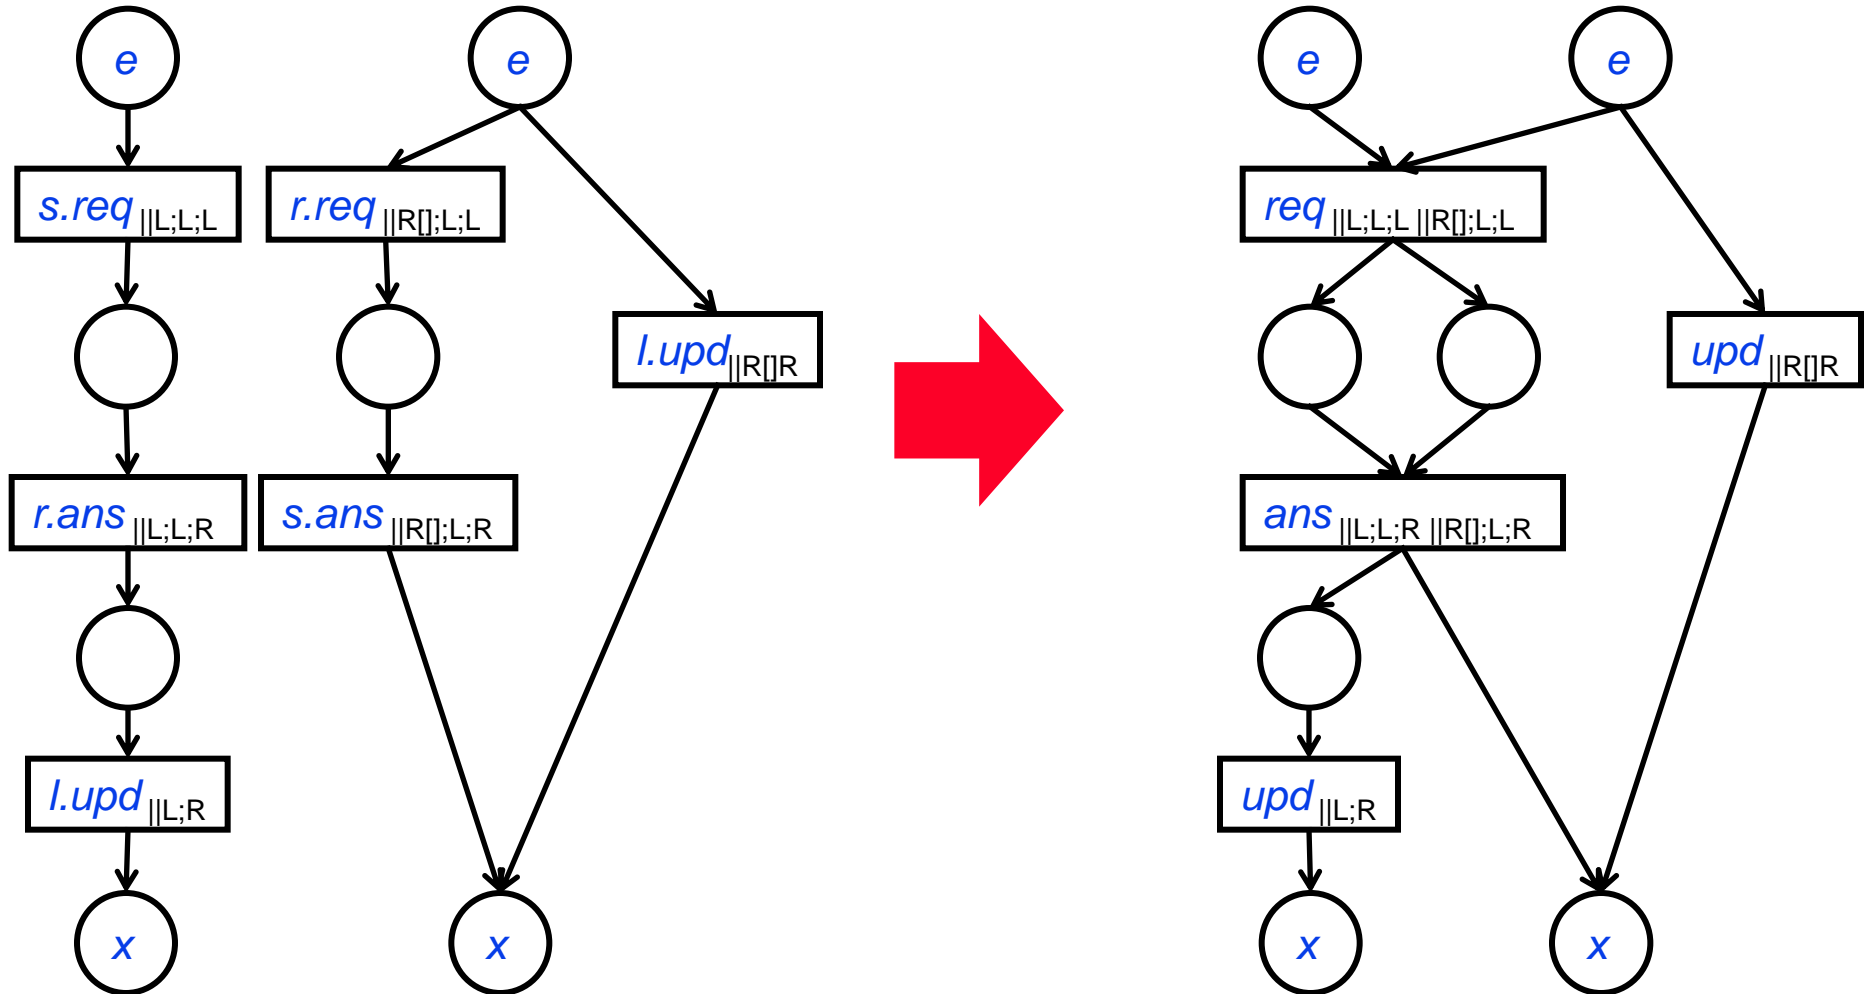 e e e e
s.req ||L;L;L r.req ||R[];L;L req ||L;L;L ||R[];L;L
l.upd ||R[]R upd ||R[]R
r.ans ||L;L;R s.ans ||R[];L;R ans ||L;L;R ||R[];L;R
l.upd ||L;R upd ||L;R
x x x x